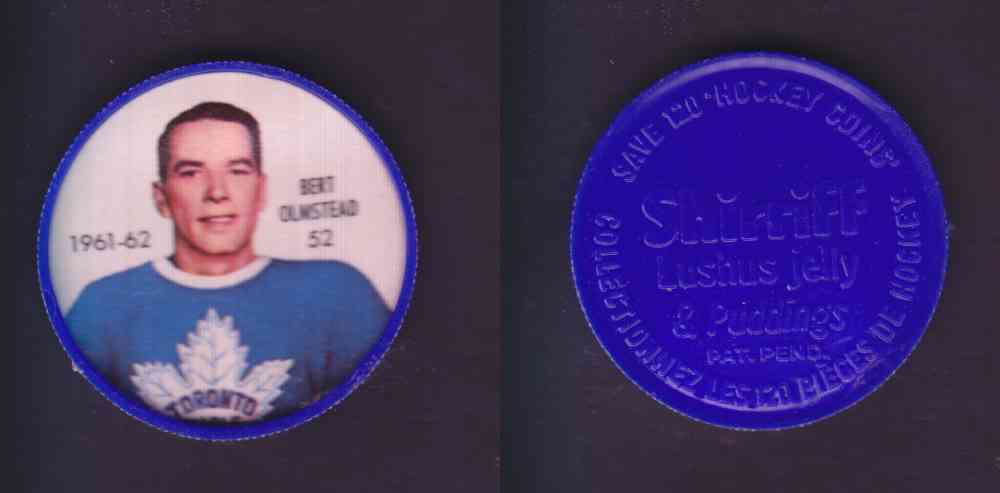 BERT
OLMSTEAD
1961-62
52
TORONTO
SAVE 120 "HOCKEY COINS"
Shirriff
Lushus Jelly
& Puddings
PAT. PEND.
COLLECTIONNEZ LES 120 PIÈCES DE HOCKEY